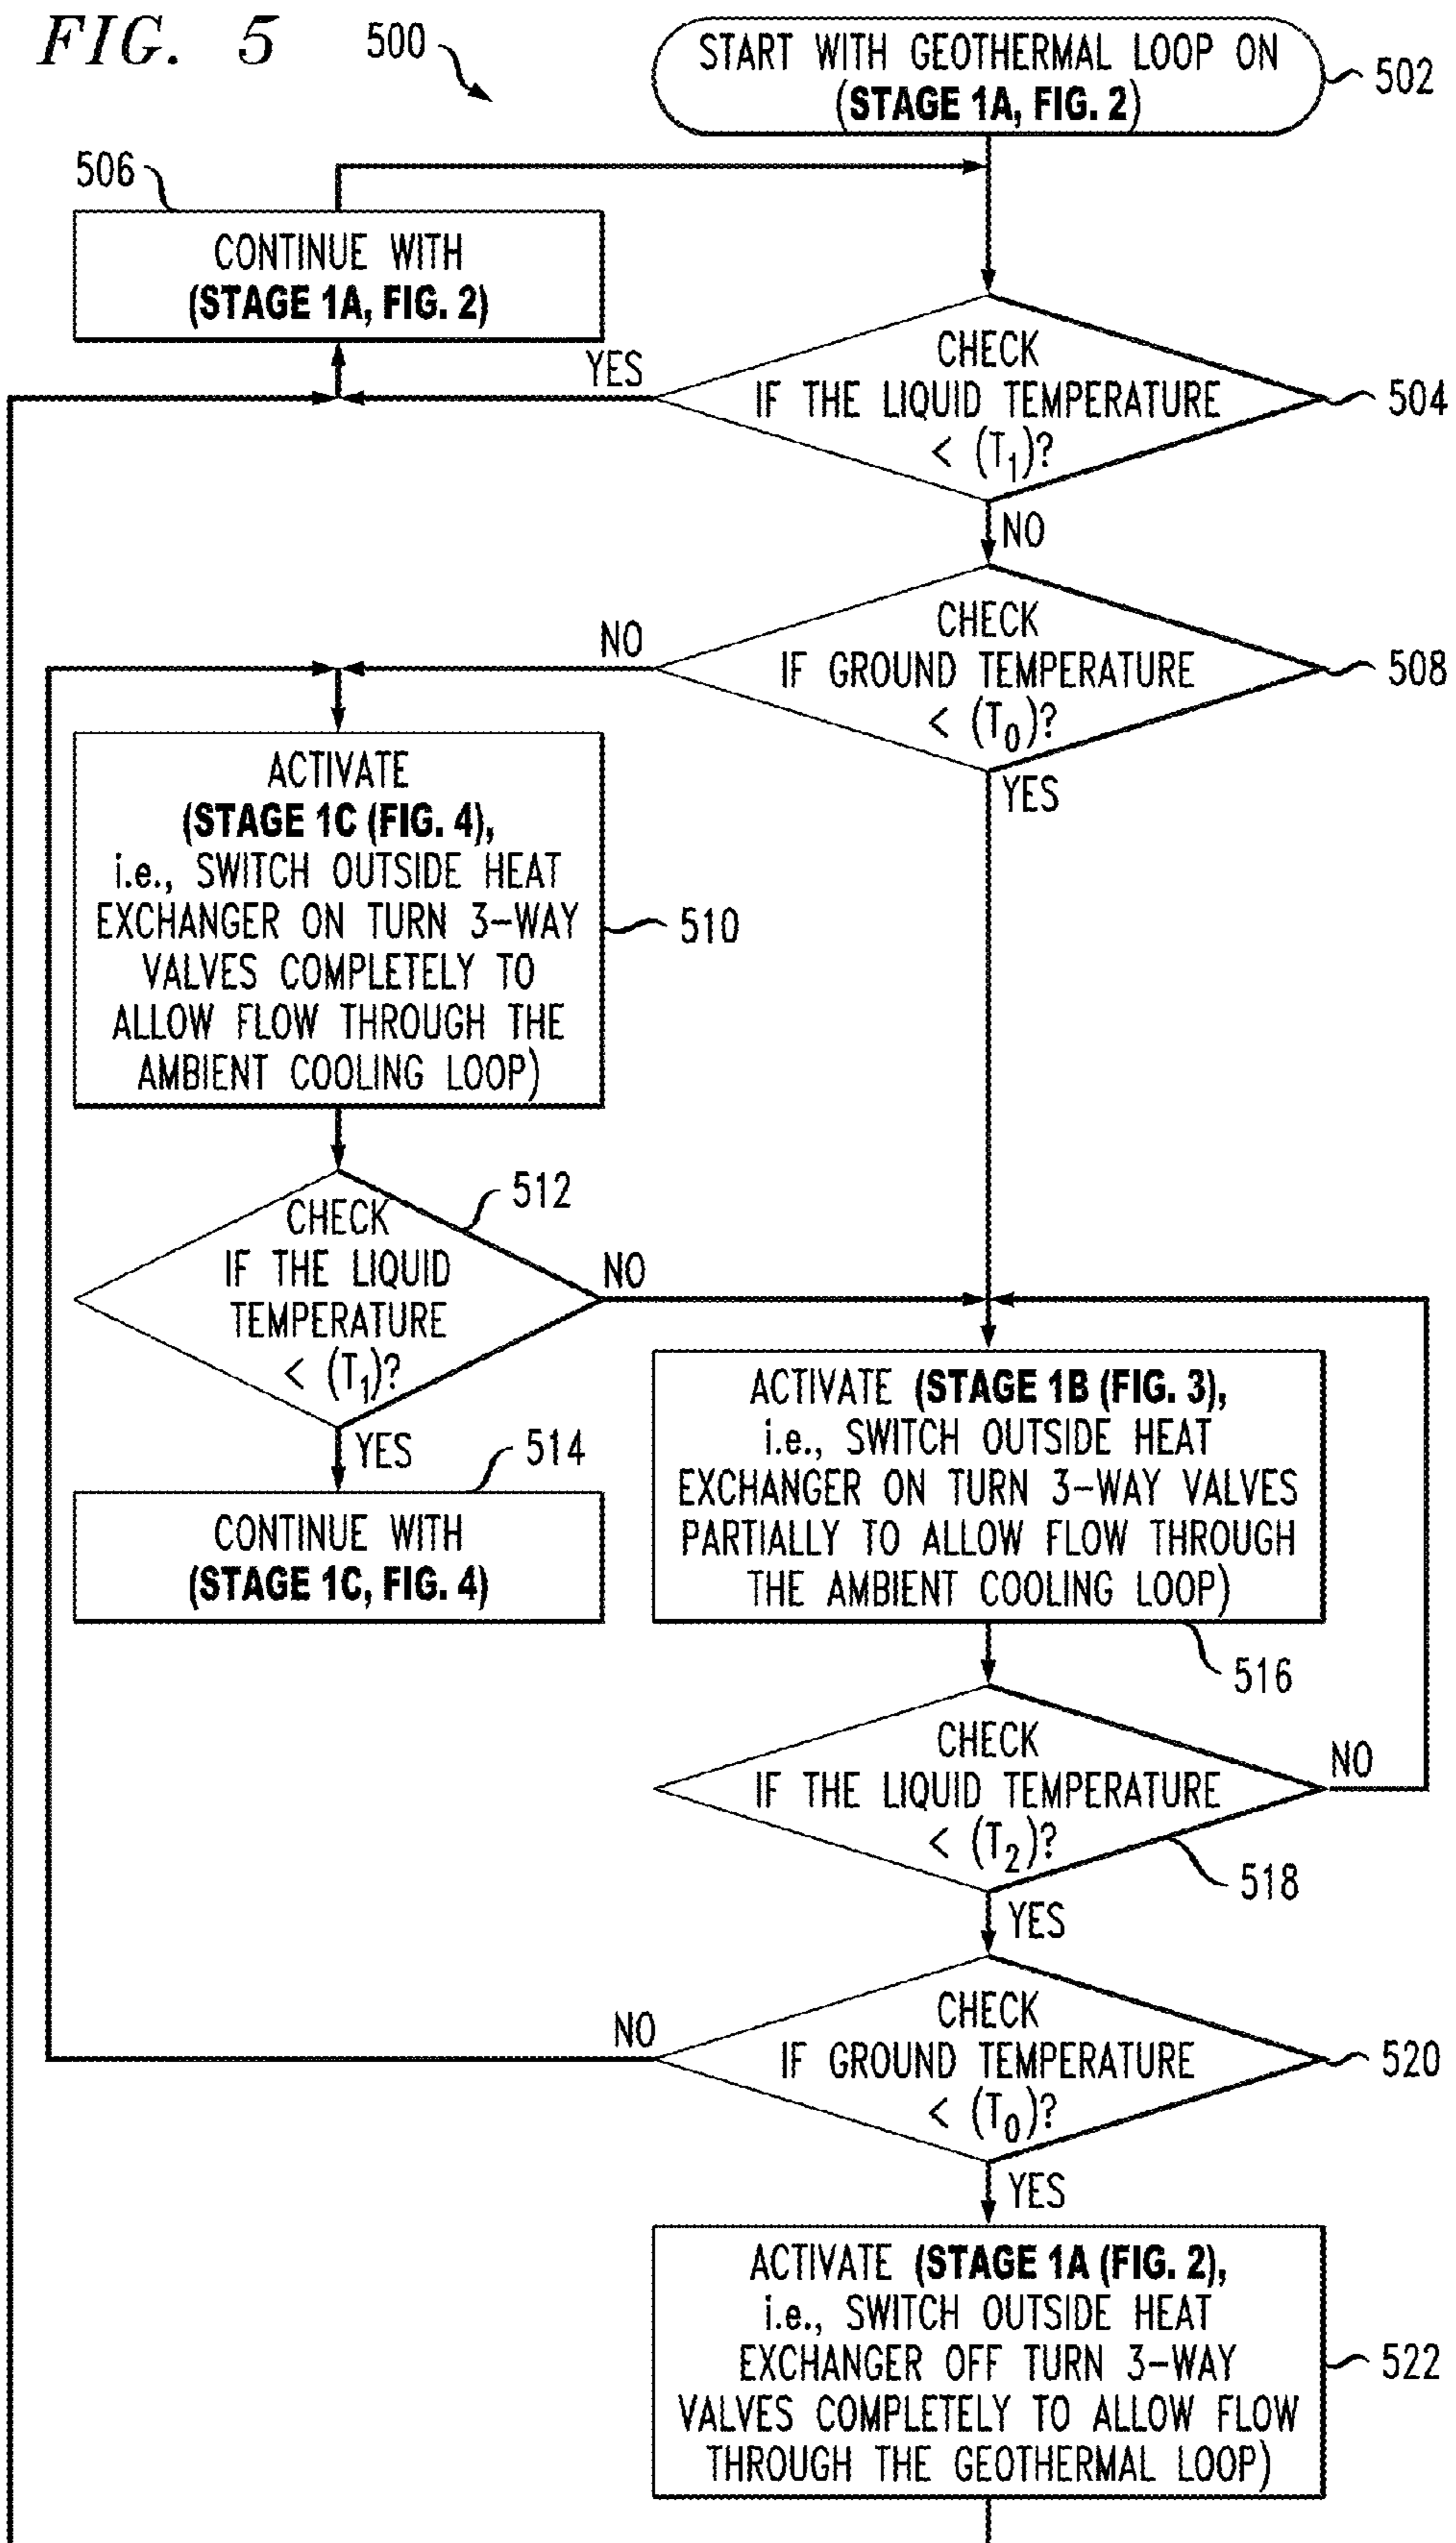 FIG. 5
500
START WITH GEOTHERMAL LOOP ON
(STAGE 1A, FIG. 2)
502
506
CONTINUE WITH
(STAGE 1A, FIG. 2)
YES
CHECK
IF THE LIQUID TEMPERATURE
< (T1)?
504
NO
CHECK
IF GROUND TEMPERATURE
< (T0)?
508
NO
YES
ACTIVATE
(STAGE 1C (FIG. 4),
i.e., SWITCH OUTSIDE HEAT
EXCHANGER ON TURN 3-WAY
VALVES COMPLETELY TO
ALLOW FLOW THROUGH THE
AMBIENT COOLING LOOP)
510
CHECK
IF THE LIQUID
TEMPERATURE
< (T1)?
512
NO
YES
514
CONTINUE WITH
(STAGE 1C, FIG. 4)
ACTIVATE (STAGE 1B (FIG. 3),
i.e., SWITCH OUTSIDE HEAT
EXCHANGER ON TURN 3-WAY VALVES
PARTIALLY TO ALLOW FLOW THROUGH
THE AMBIENT COOLING LOOP)
516
CHECK
IF THE LIQUID TEMPERATURE
< (T2)?
NO
518
YES
CHECK
IF GROUND TEMPERATURE
< (T0)?
NO
520
YES
ACTIVATE (STAGE 1A (FIG. 2),
i.e., SWITCH OUTSIDE HEAT
EXCHANGER OFF TURN 3-WAY
VALVES COMPLETELY TO ALLOW FLOW
THROUGH THE GEOTHERMAL LOOP)
522